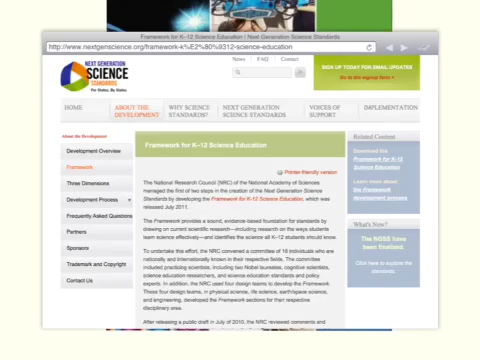 Framework for K–12 Science Education | Next Generation Science Standards
http://www.nextgenscience.org/framework-k%E2%80%9312-science-education
News FAQ Contact
NEXT GENERATION
SCIENCE
STANDARDS
For States, By States
SIGN UP TODAY FOR EMAIL UPDATES
Go to the signup form >
HOME
ABOUT THE
DEVELOPMENT
WHY SCIENCE
STANDARDS?
NEXT GENERATION
SCIENCE STANDARDS
VOICES OF
SUPPORT
IMPLEMENTATION
About the Development
Development Overview
Framework
Three Dimensions
Development Process
Frequently Asked Questions
Partners
Sponsors
Trademark and Copyright
Contact Us
Framework for K–12 Science Education
Printer-friendly version
The National Research Council (NRC) of the National Academy of Sciences
managed the first of two steps in the creation of the Next Generation Science
Standards by developing the Framework for K-12 Science Education, which was
released July 2011.
The Framework provides a sound, evidence-based foundation for standards by
drawing on current scientific research—including research on the ways students
learn science effectively—and identifies the science all K–12 students should know.
To undertake this effort, the NRC convened a committee of 18 individuals who are
nationally and internationally known in their respective fields. The committee
included practicing scientists, including two Nobel laureates, cognitive scientists,
science education researchers, and science education standards and policy
experts. In addition, the NRC used four design teams to develop the Framework.
These four design teams, in physical science, life science, earth/space science,
and engineering, developed the Framework sections for their respective
disciplinary area.
After releasing a public draft in July of 2010, the NRC reviewed comments and
Related Content
Download the
Framework for K-12
Science Education
Learn more about
the Framework
development process
What's Now?
The NGSS have
been finalized.
Click here to explore the
standards.